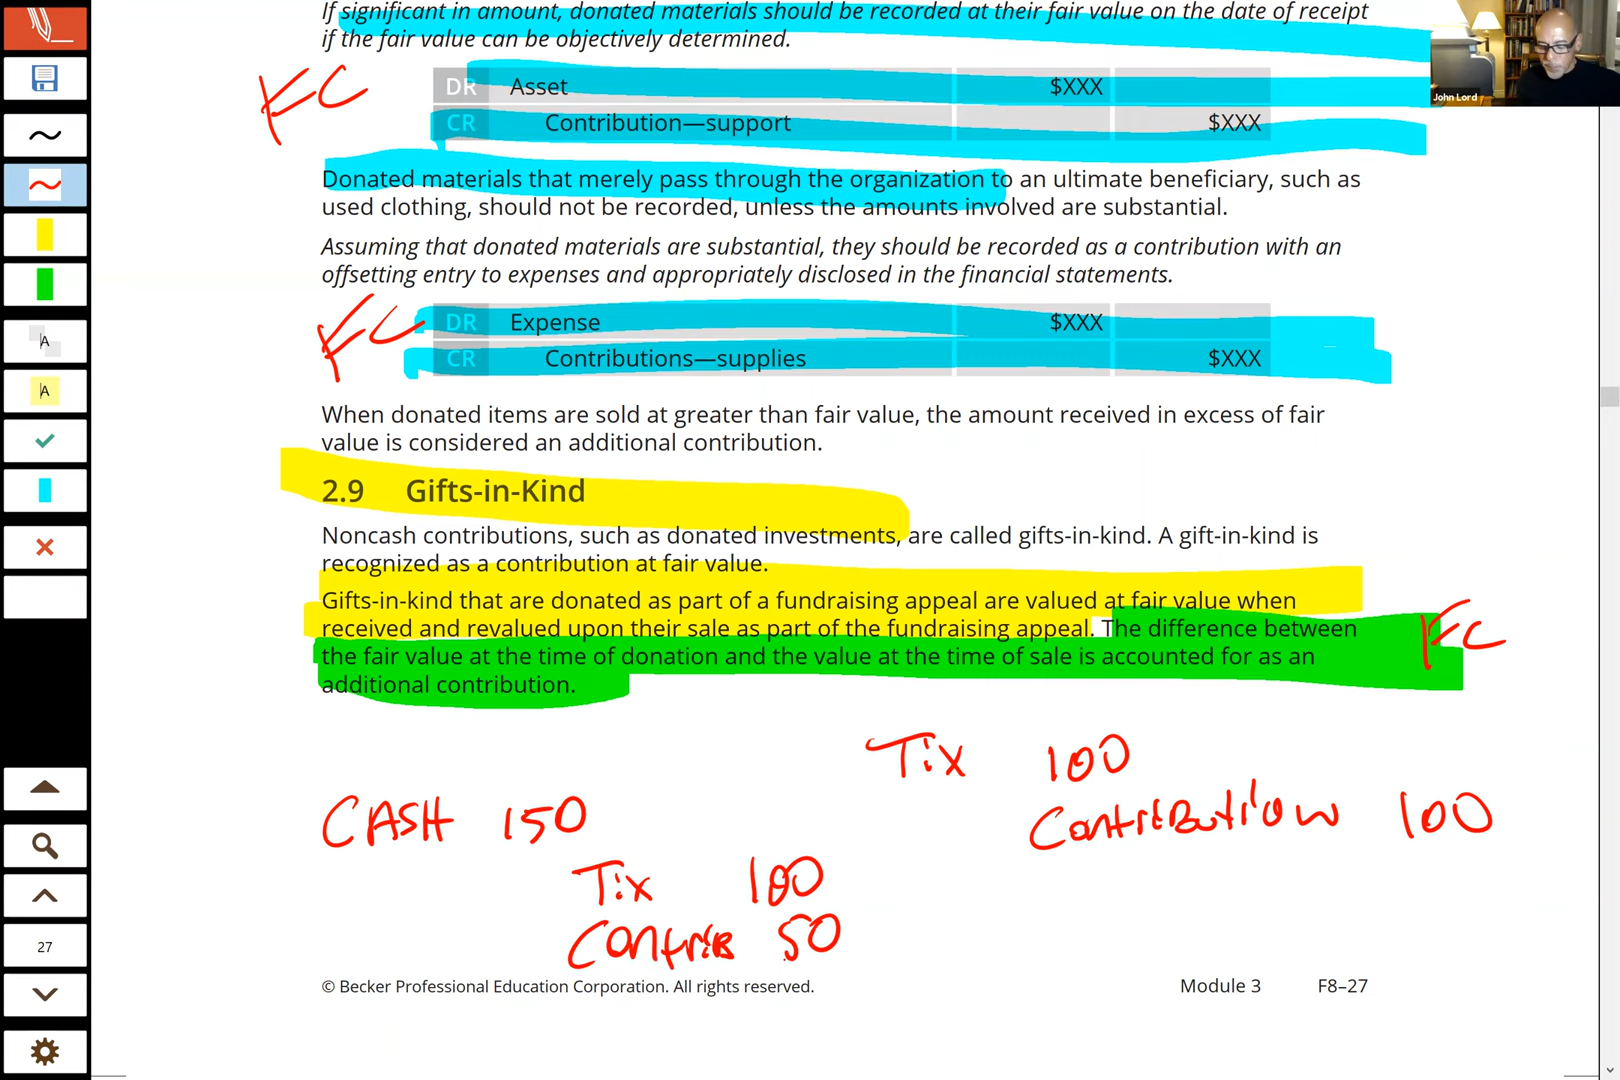 If significant in amount, donated materials should be recorded at their fair value on the date of receipt
if the fair value can be objectively determined.
John Lord
FC
DR Asset $XXX
CR Contribution—support $XXX
Donated materials that merely pass through the organization to an ultimate beneficiary, such as
used clothing, should not be recorded, unless the amounts involved are substantial.
Assuming that donated materials are substantial, they should be recorded as a contribution with an
offsetting entry to expenses and appropriately disclosed in the financial statements.
FC
DR Expense $XXX
CR Contributions—supplies $XXX
When donated items are sold at greater than fair value, the amount received in excess of fair
value is considered an additional contribution.
2.9 Gifts-in-Kind
Noncash contributions, such as donated investments, are called gifts-in-kind. A gift-in-kind is
recognized as a contribution at fair value.
Gifts-in-kind that are donated as part of a fundraising appeal are valued at fair value when
received and revalued upon their sale as part of the fundraising appeal. The difference between
the fair value at the time of donation and the value at the time of sale is accounted for as an
additional contribution.
FC
Tix 100
Contribution 100
CASH 150
Tix 100
Contrib 50
© Becker Professional Education Corporation. All rights reserved.
Module 3 F8–27
A
A
27